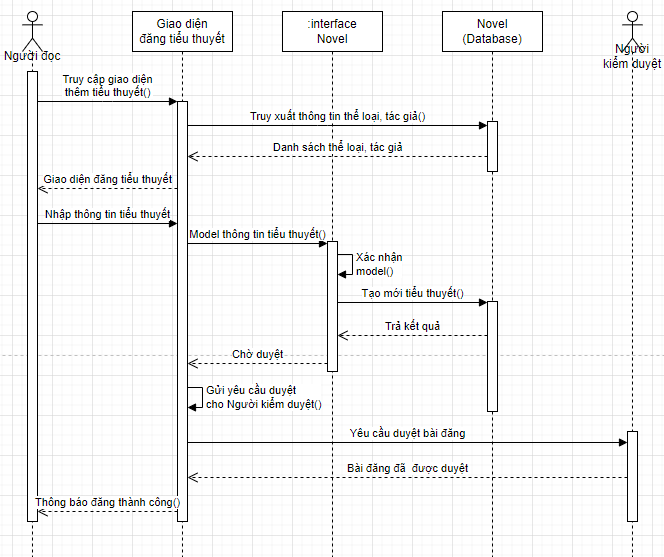 Giao diện
đăng tiểu thuyết
:interface
Novel
Novel
(Database)
Người đọc
Người
kiểm duyệt
Truy cập giao diện
thêm tiểu thuyết()
Truy xuất thông tin thể loại, tác giả()
Danh sách thể loại, tác giả
Giao diện đăng tiểu thuyết
Nhập thông tin tiểu thuyết
Model thông tin tiểu thuyết()
Xác nhận
model()
Tạo mới tiểu thuyết()
Trả kết quả
Chờ duyệt
Gửi yêu cầu duyệt
cho Người kiểm duyệt()
Yêu cầu duyệt bài đăng
Bài đăng đã được duyệt
Thông báo đăng thành công()